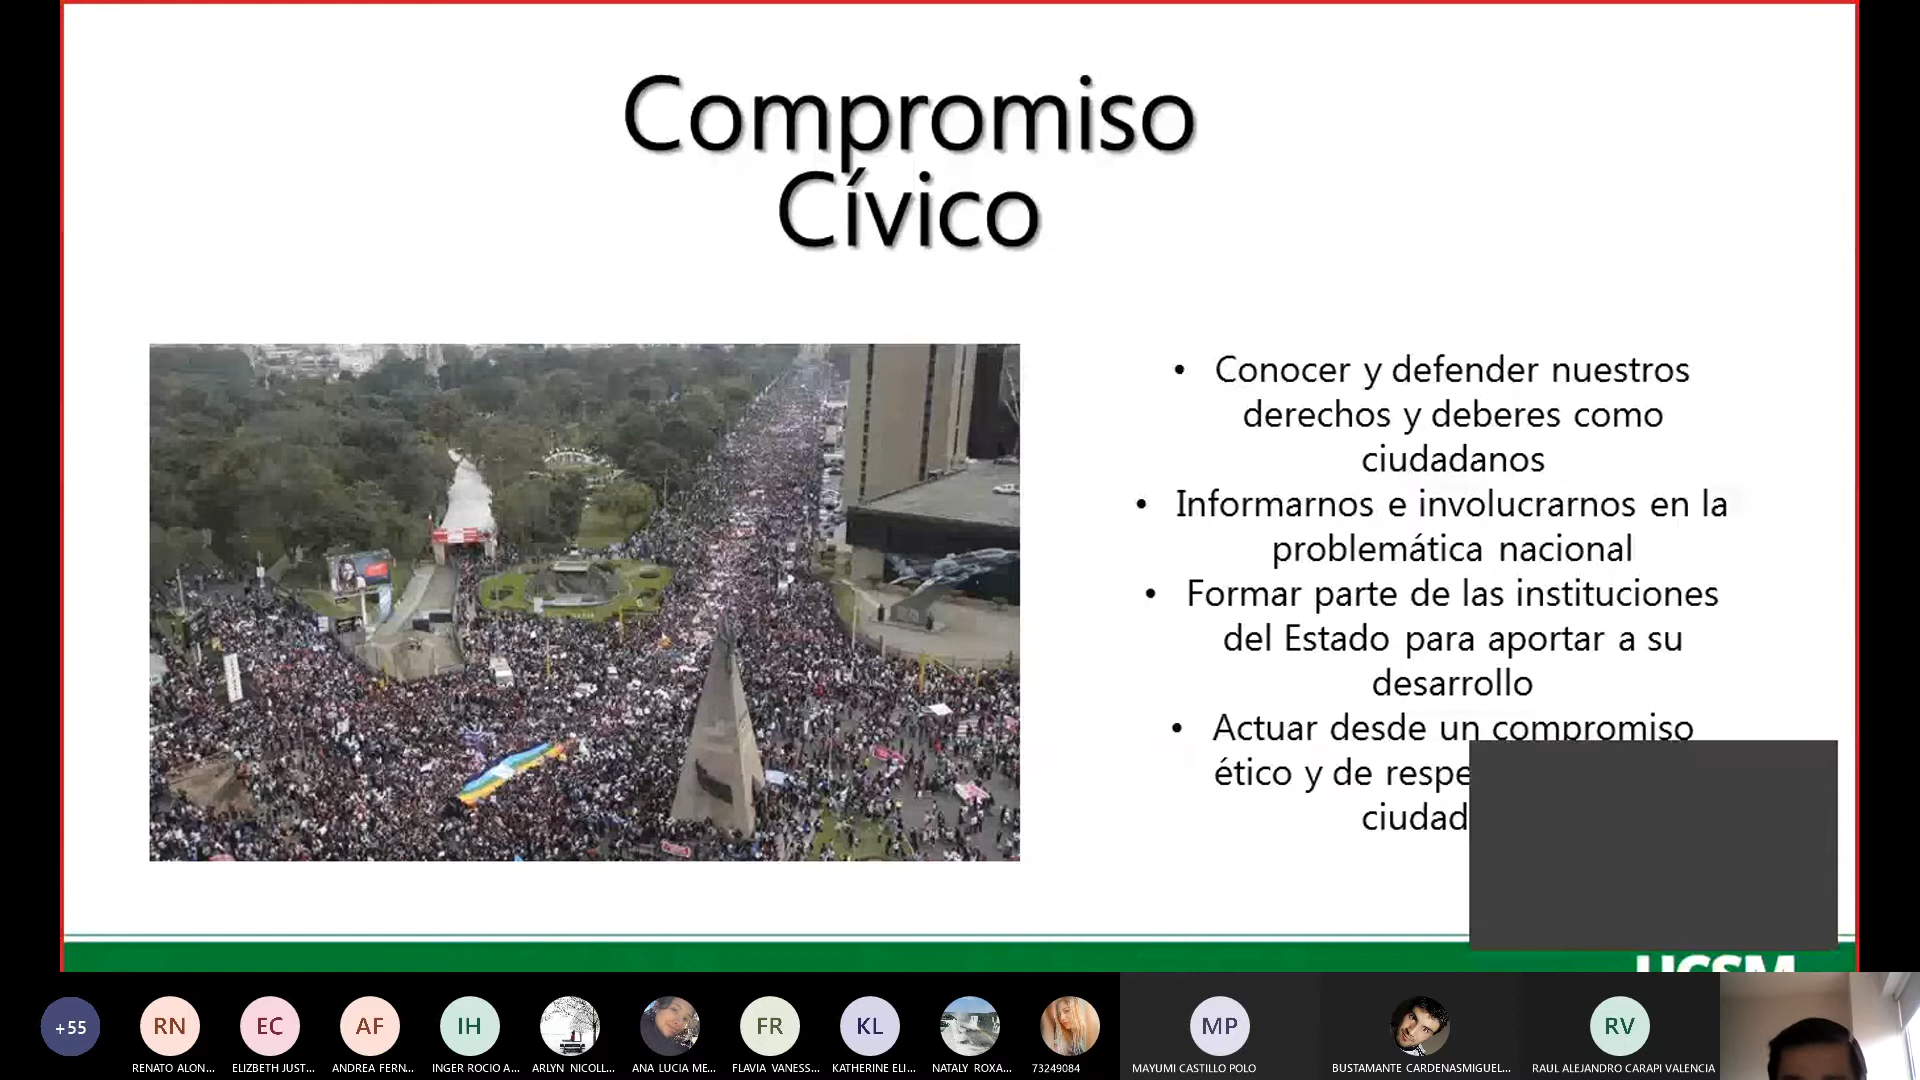 Compromiso
Cívico
• Conocer y defender nuestros
derechos y deberes como
ciudadanos
• Informarnos e involucrarnos en la
problemática nacional
• Formar parte de las instituciones
del Estado para aportar a su
desarrollo
• Actuar desde un compromiso
ético y de respe
ciudad
UCSM
+55
RN
EC
AF
IH
FR
KL
MP
RV
RENATO ALON...
ELIZBETH JUST...
ANDREA FERN...
INGER ROCIO A...
ARLYN NICOLL...
ANA LUCIA ME...
FLAVIA VANESS...
KATHERINE ELI...
NATALY ROXA...
73249084
MAYUMI CASTILLO POLO
BUSTAMANTE CARDENASMIGUEL...
RAUL ALEJANDRO CARAPI VALENCIA